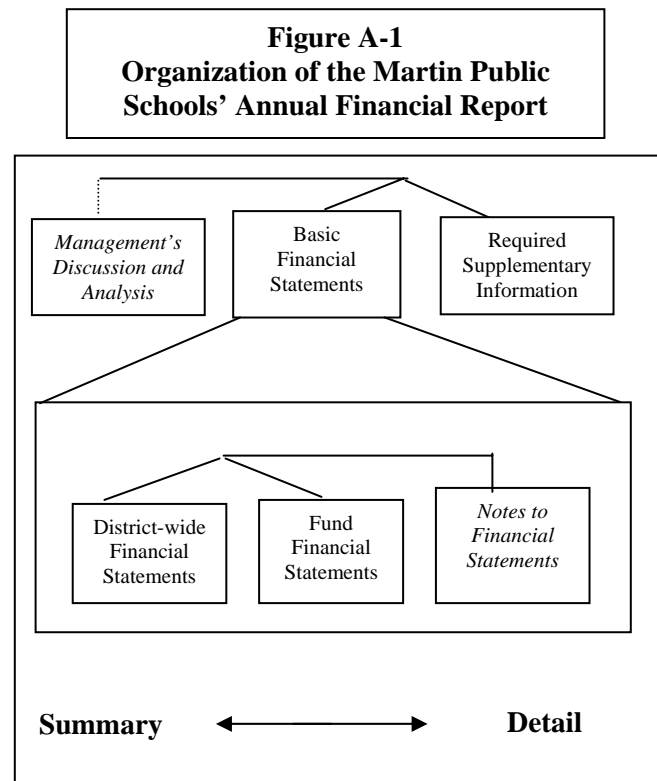 Figure A-1
Organization of the Martin Public
Schools’ Annual Financial Report
Management’s
Discussion and
Analysis
Basic
Financial
Statements
Required
Supplementary
Information
District-wide
Financial
Statements
Fund
Financial
Statements
Notes to
Financial
Statements
Summary
Detail